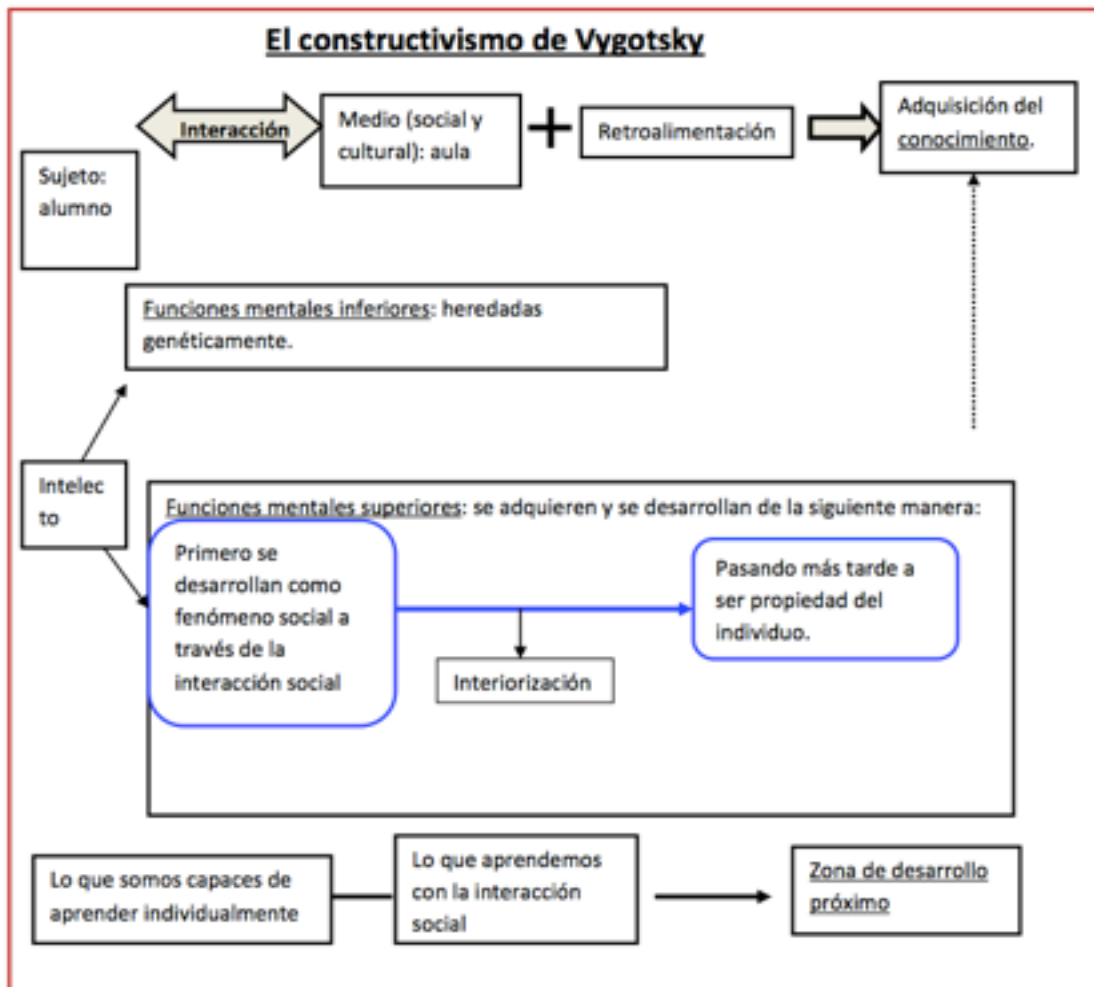 El constructivismo de Vygotsky
Interacción
Medio (social y
cultural): aula
+
Retroalimentación
Adquisición del
conocimiento.
Sujeto:
alumno
Funciones mentales inferiores: heredadas
genéticamente.
Intelec
to
Funciones mentales superiores: se adquieren y se desarrollan de la siguiente manera:
Primero se
desarrollan como
fenómeno social a
través de la
interacción social
Pasando más tarde a
ser propiedad del
individuo.
Interiorización
Lo que somos capaces de
aprender individualmente
Lo que aprendemos
con la interacción
social
Zona de desarrollo
próximo